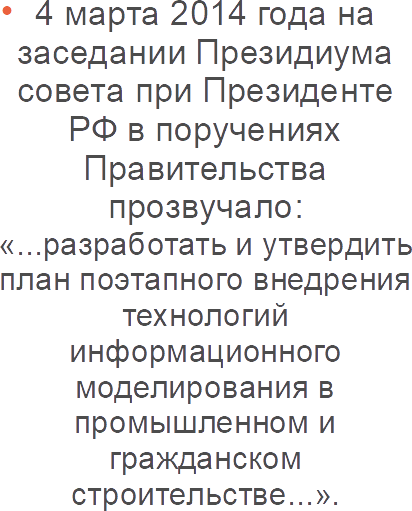 • 4 марта 2014 года на
заседании Президиума
совета при Президенте
РФ в поручениях
Правительства
прозвучало:
«...разработать и утвердить
план поэтапного внедрения
технологий
информационного
моделирования в
промышленном и
гражданском
строительстве...».